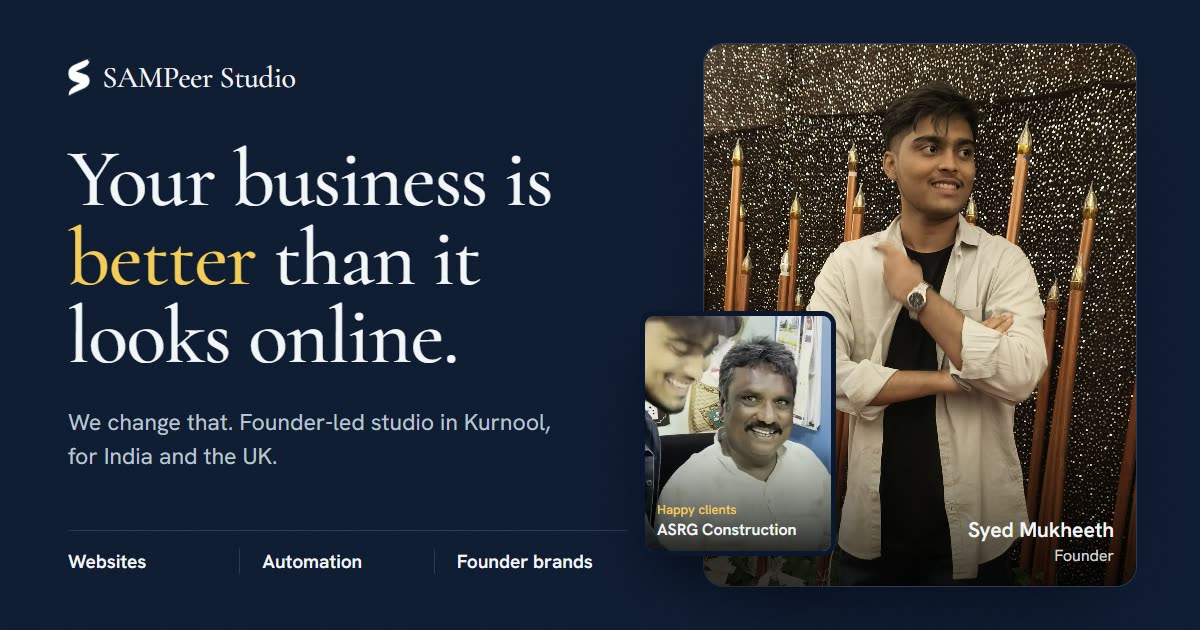 SAMPeer Studio
Your business is
better than it
looks online.
We change that. Founder-led studio in Kurnool,
for India and the UK.
Websites
Automation
Founder brands
Happy clients
ASRG Construction
Syed Mukheeth
Founder